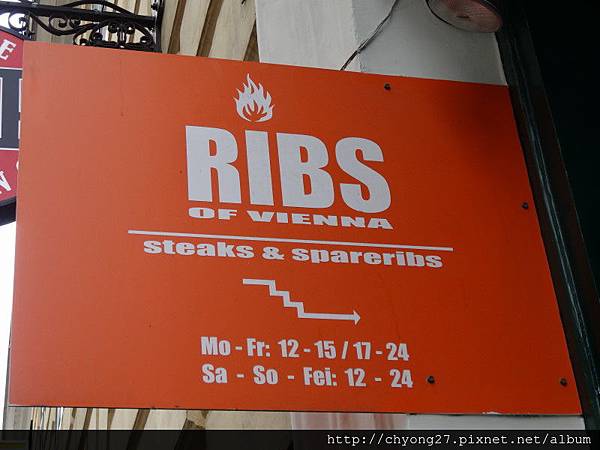 RIBS
OF VIENNA
steaks & spareribs
Mo - Fr: 12 - 15 / 17 - 24
Sa - So - Fei: 12 - 24
http://chyong27.pixnet.net/album